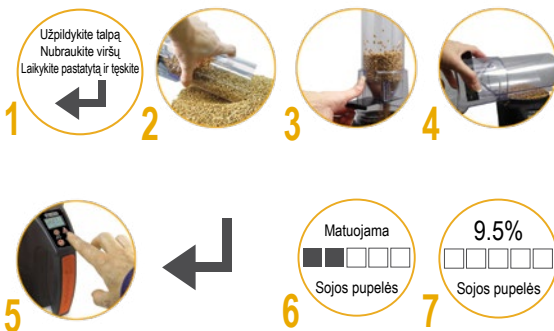 Užpildykite talpą
Nubraukite viršų
Laikykite pastatytą ir tęskite
1
2
3
4
5
Matuojama
Sojos pupelės
6
9.5%
Sojos pupelės
7